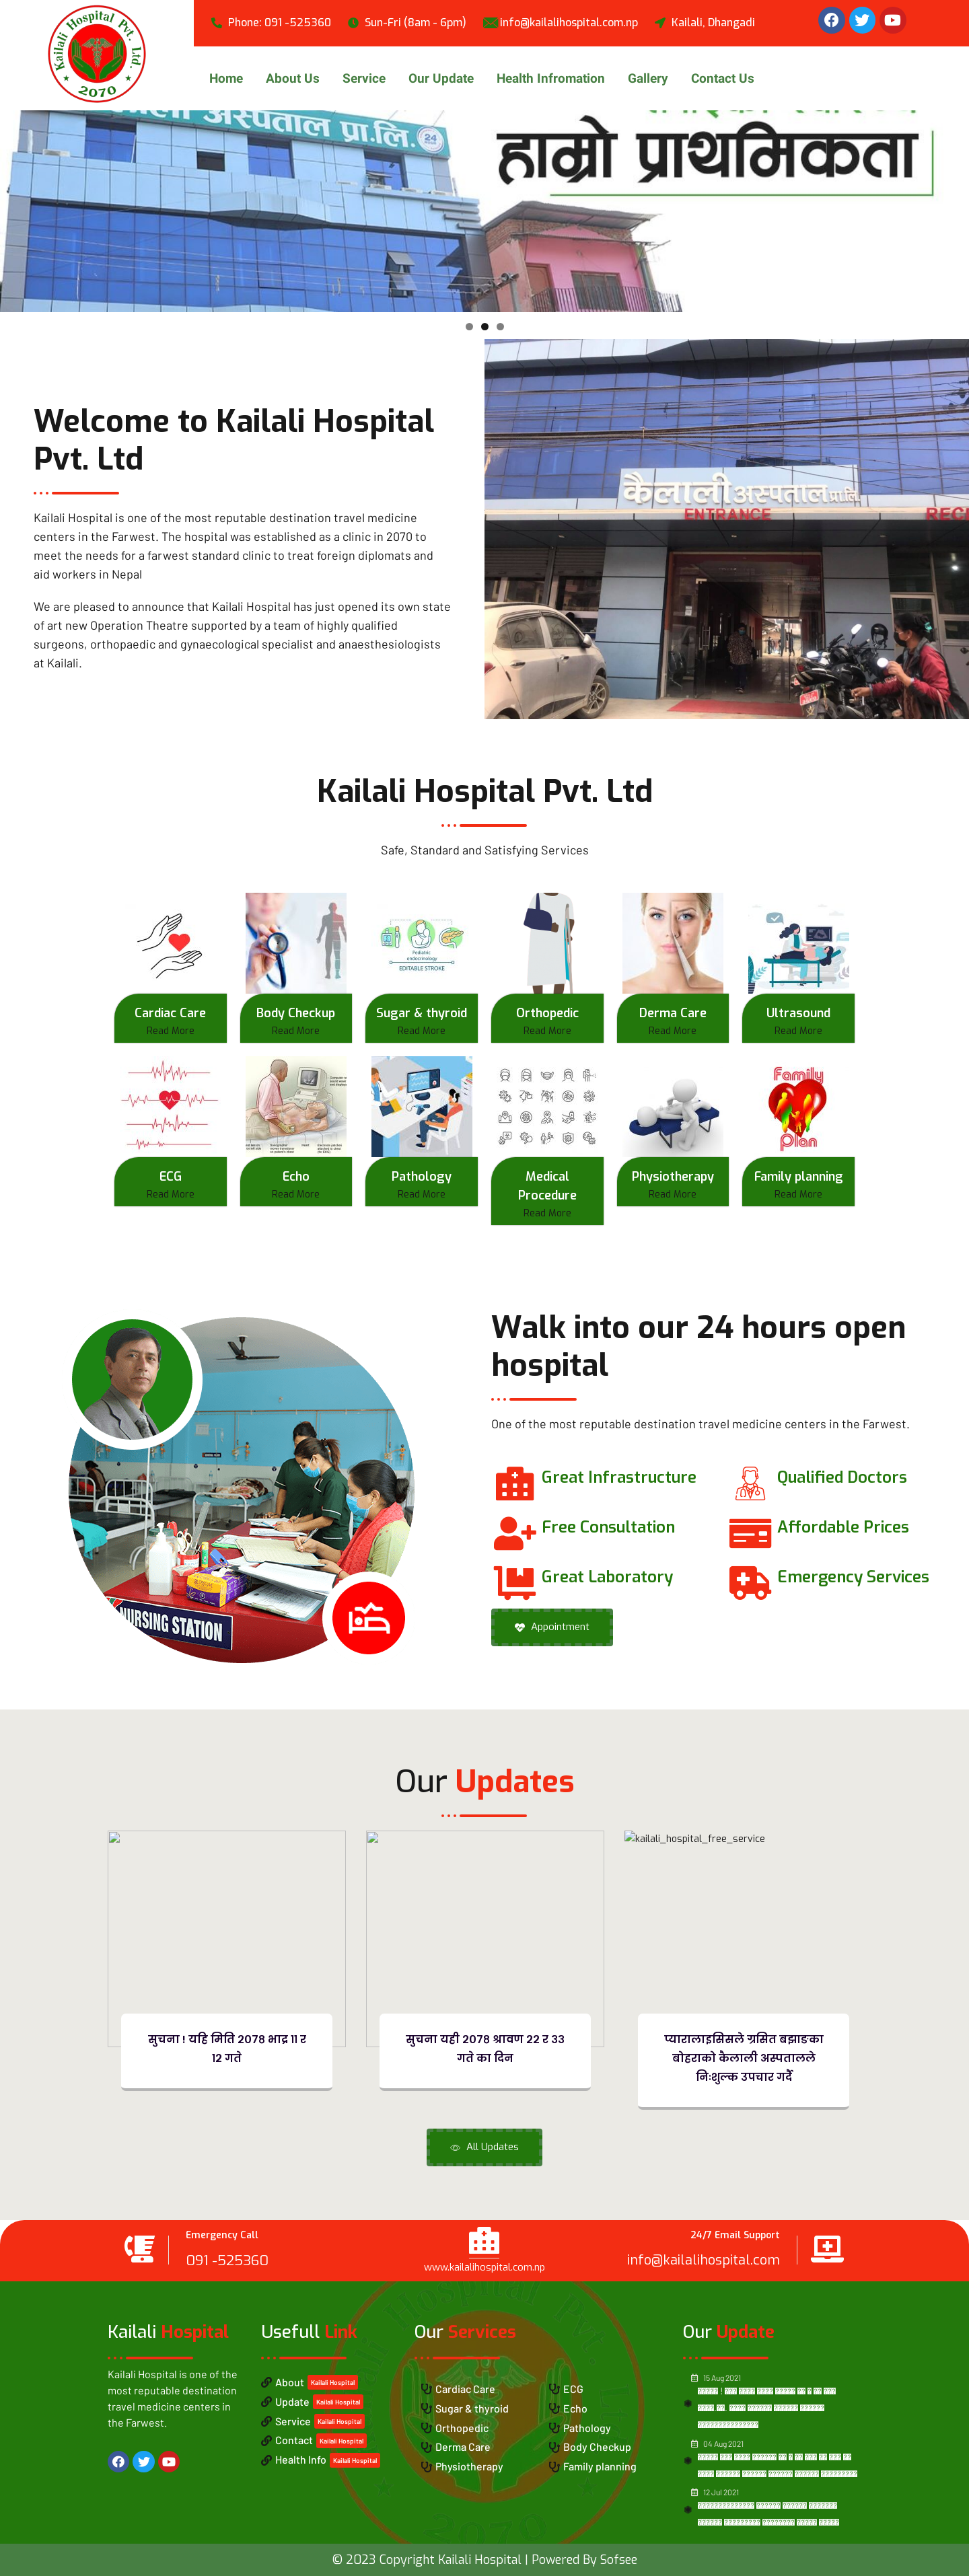 Kailali Hospital Pvt. Ltd.
2070
Phone: 091 -525360
Sun-Fri (8am - 6pm)
info@kailalihospital.com.np
Kailali, Dhangadi
Home
About Us
Service
Our Update
Health Infromation
Gallery
Contact Us
अस्पताल प्रा.लि.
24
हाम्रो प्राथमिकता
Welcome to Kailali Hospital
Pvt. Ltd
Kailali Hospital is one of the most reputable destination travel medicine
centers in the Farwest. The hospital was established as a clinic in 2070 to
meet the needs for a farwest standard clinic to treat foreign diplomats and
aid workers in Nepal
We are pleased to announce that Kailali Hospital has just opened its own state
of art new Operation Theatre supported by a team of highly qualified
surgeons, orthopaedic and gynaecological specialist and anaesthesiologists
at Kailali.
कैलाली अस्पताल प्रा.लि.
ENTRANCE
REC
Kailali Hospital Pvt. Ltd
Safe, Standard and Satisfying Services
Pediatric
endocrinology
EDITABLE STROKE
Cardiac Care
Read More
Body Checkup
Read More
Sugar & thyroid
Read More
Orthopedic
Read More
Derma Care
Read More
Ultrasound
Read More
Family
Plan
ECG
Read More
Echo
Read More
Pathology
Read More
Medical
Procedure
Read More
Physiotherapy
Read More
Family planning
Read More
NURSING STATION
Walk into our 24 hours open
hospital
One of the most reputable destination travel medicine centers in the Farwest.
Great Infrastructure
Qualified Doctors
Free Consultation
Affordable Prices
Great Laboratory
Emergency Services
Appointment
Our Updates
kailali_hospital_free_service
सुचना ! यहि मिति 2078 भाद्र ११ र
१२ गते
सुचना यही 2078 श्रावण 22 र 33
गते का दिन
प्यारालाइसिसले ग्रसित बझाङका
बोहराको कैलाली अस्पतालले
निःशुल्क उपचार गर्दै
All Updates
Emergency Call
091 -525360
www.kailalihospital.com.np
24/7 Email Support
info@kailalihospital.com
Kailali Hospital
Kailali Hospital is one of the
most reputable destination
travel medicine centers in
the Farwest.
Usefull Link
About Kailali Hospital
Update Kailali Hospital
Service Kailali Hospital
Contact Kailali Hospital
Health Info Kailali Hospital
Our Services
Cardiac Care
Sugar & thyroid
Orthopedic
Derma Care
Physiotherapy
ECG
Echo
Pathology
Body Checkup
Family planning
Our Update
15 Aug 2021
????? ! ??? ???? ???? ????? ?? ? ?? ???
04 Aug 2021
12 Jul 2021
© 2023 Copyright Kailali Hospital | Powered By Sofsee